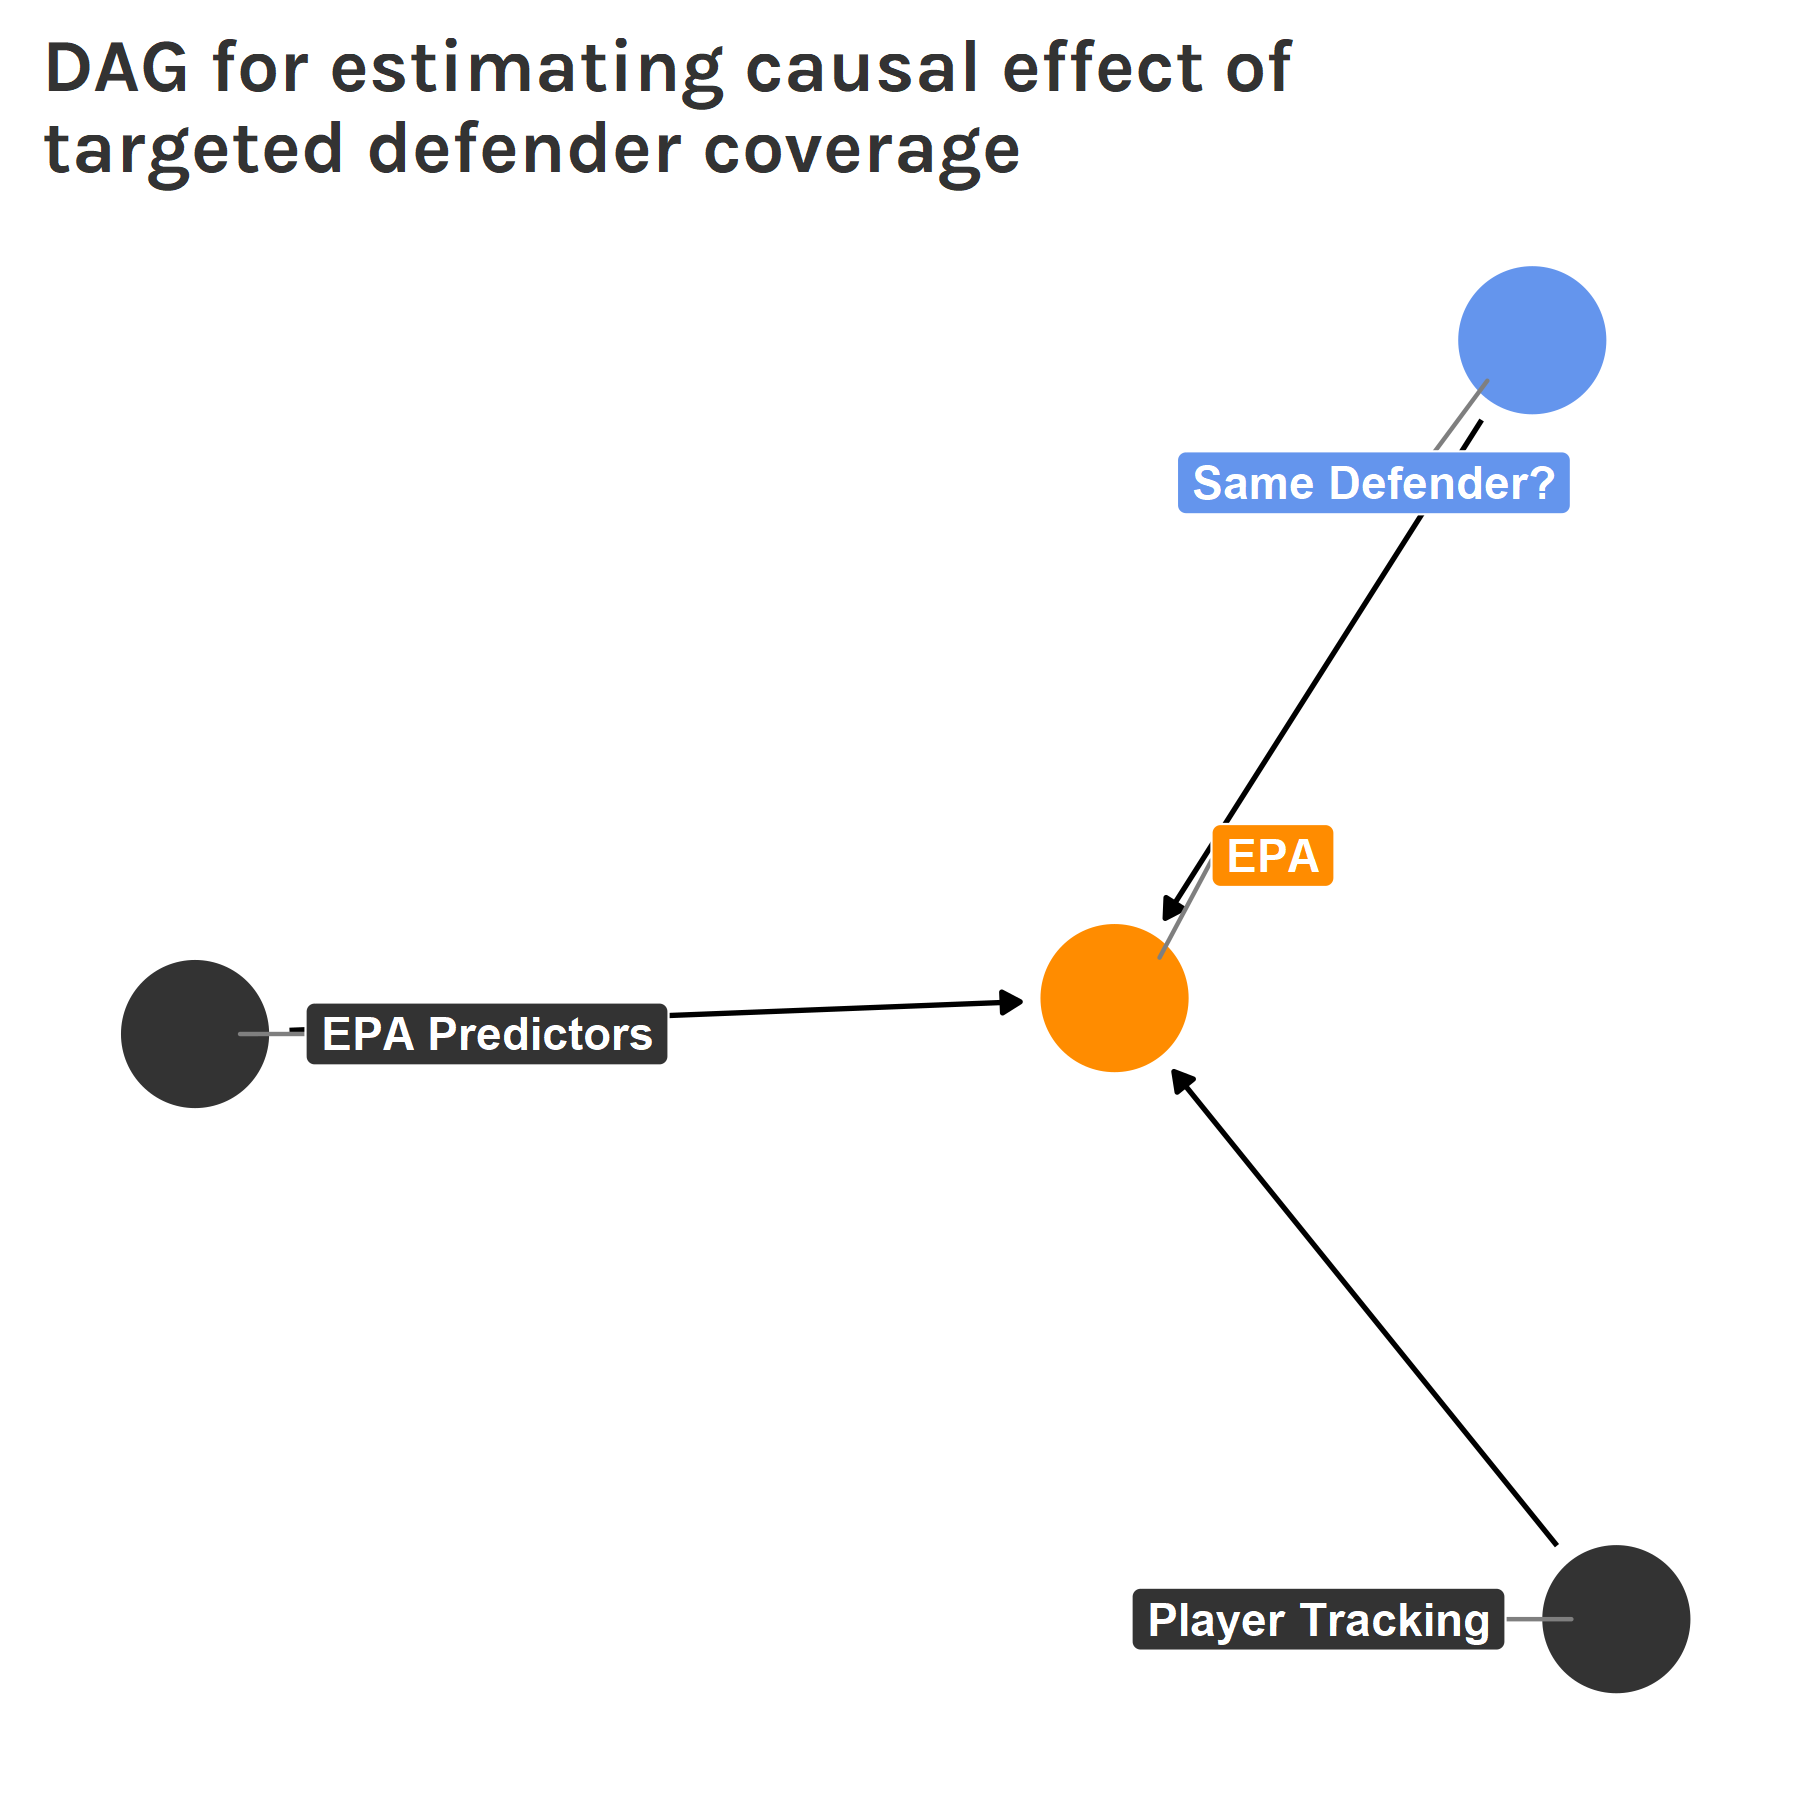 DAG for estimating causal effect of
targeted defender coverage
Same Defender?
EPA
EPA Predictors
Player Tracking